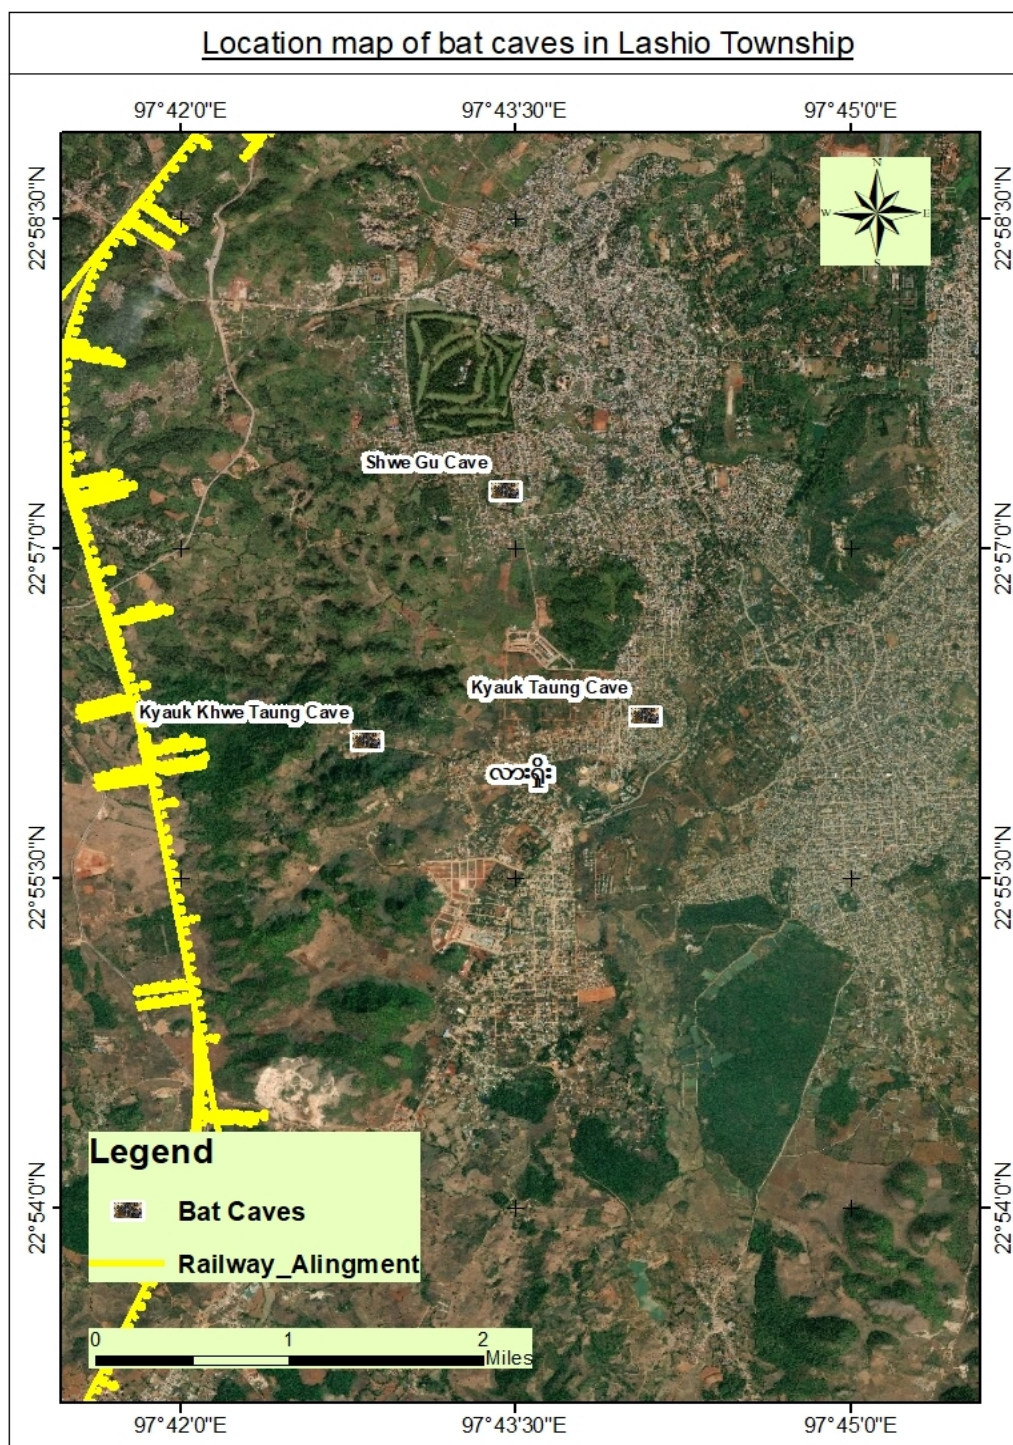 Location map of bat caves in Lashio Township
97°42'0"E 97°43'30"E 97°45'0"E
N
W E
S
22°58'30"N 22°58'30"N
Shwe Gu Cave
22°57'0"N 22°57'0"N
Kyauk Taung Cave
Kyauk Khwe Taung Cave
လားရှိုး
22°55'30"N 22°55'30"N
Legend
Bat Caves
Railway_Alingment
22°54'0"N 22°54'0"N
0 1 2
Miles
97°42'0"E 97°43'30"E 97°45'0"E